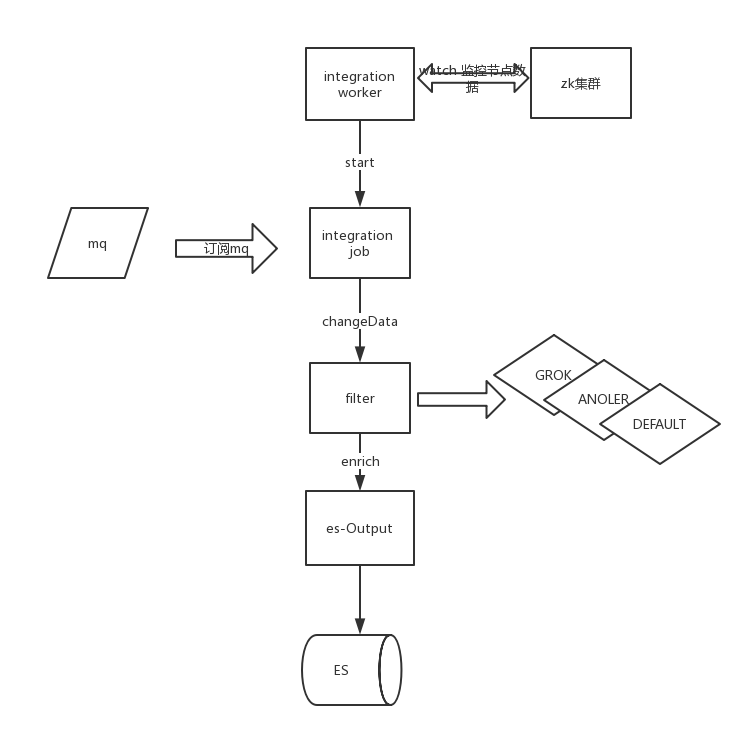 integration
worker
watch 监控节点数
据
zk集群
start
mq
订阅mq
integration
job
changeData
filter
GROK
ANOLER
DEFAULT
enrich
es-Output
ES